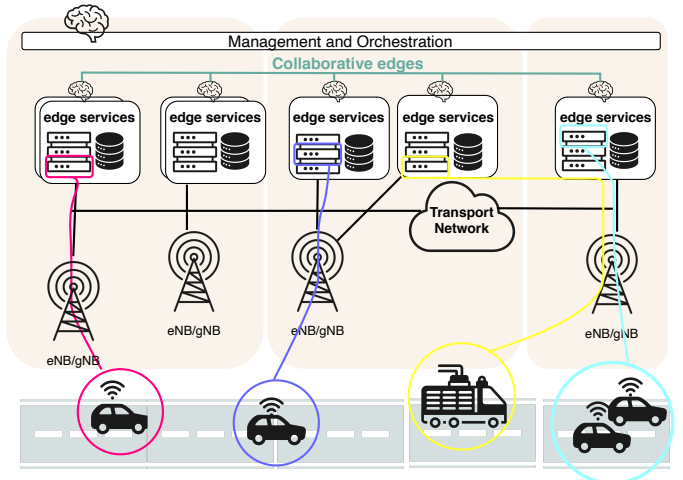 Management and Orchestration
Collaborative edges
edge services
edge services
edge services
edge services
edge services
Transport
Network
eNB/gNB
eNB/gNB
eNB/gNB
eNB/gNB